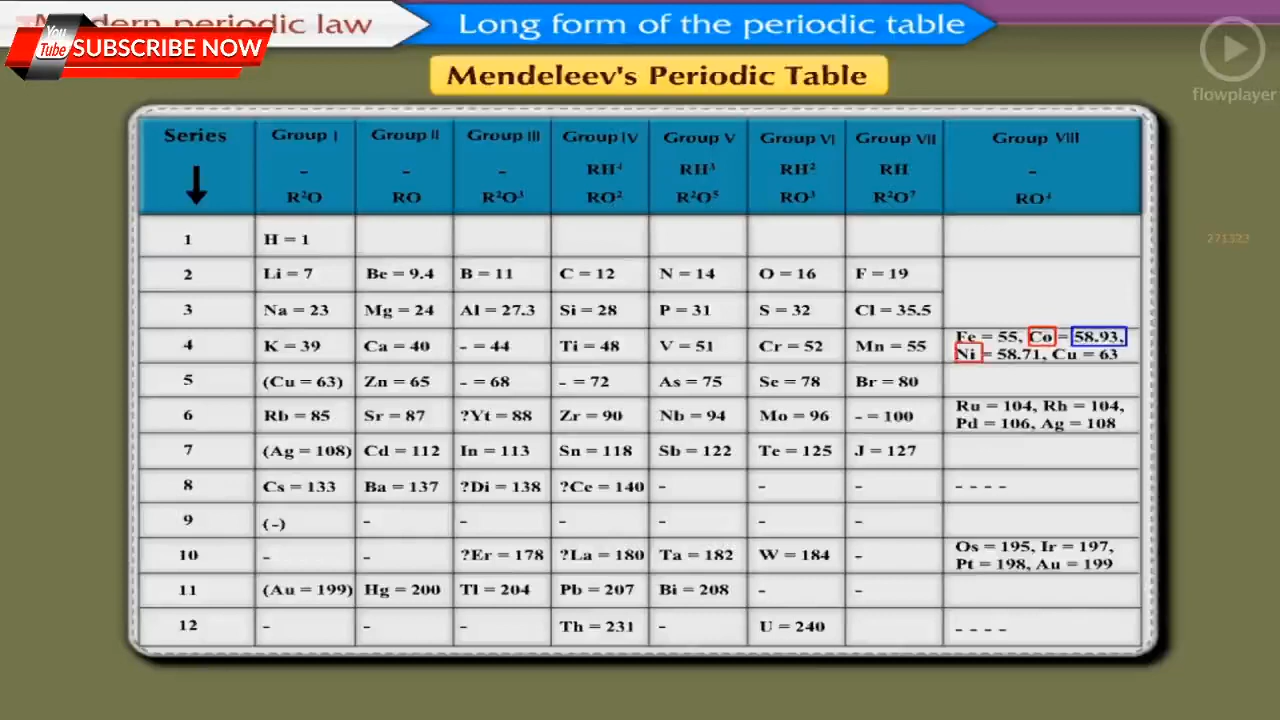 Modern periodic law
Long form of the periodic table
You Tube SUBSCRIBE NOW
flowplayer
Mendeleev's Periodic Table
Series Group I Group II Group III Group IV Group V Group VI Group VII Group VIII
- - - RH⁴ RH³ RH² RH -
R²O RO R²O³ RO² R²O⁵ RO³ R²O⁷ RO⁴
1 H = 1
271323
2 Li = 7 Be = 9.4 B = 11 C = 12 N = 14 O = 16 F = 19
3 Na = 23 Mg = 24 Al = 27.3 Si = 28 P = 31 S = 32 Cl = 35.5
4 K = 39 Ca = 40 - = 44 Ti = 48 V = 51 Cr = 52 Mn = 55 Fe = 55, Co = 58.93,
Ni = 58.71, Cu = 63
5 (Cu = 63) Zn = 65 - = 68 - = 72 As = 75 Se = 78 Br = 80
6 Rb = 85 Sr = 87 ?Yt = 88 Zr = 90 Nb = 94 Mo = 96 - = 100 Ru = 104, Rh = 104,
Pd = 106, Ag = 108
7 (Ag = 108) Cd = 112 In = 113 Sn = 118 Sb = 122 Te = 125 J = 127
8 Cs = 133 Ba = 137 ?Di = 138 ?Ce = 140 - - - - - - -
9 (-) - - - - - -
10 - - ?Er = 178 ?La = 180 Ta = 182 W = 184 - Os = 195, Ir = 197,
Pt = 198, Au = 199
11 (Au = 199) Hg = 200 Tl = 204 Pb = 207 Bi = 208 - -
12 - - - Th = 231 - U = 240 - - - -